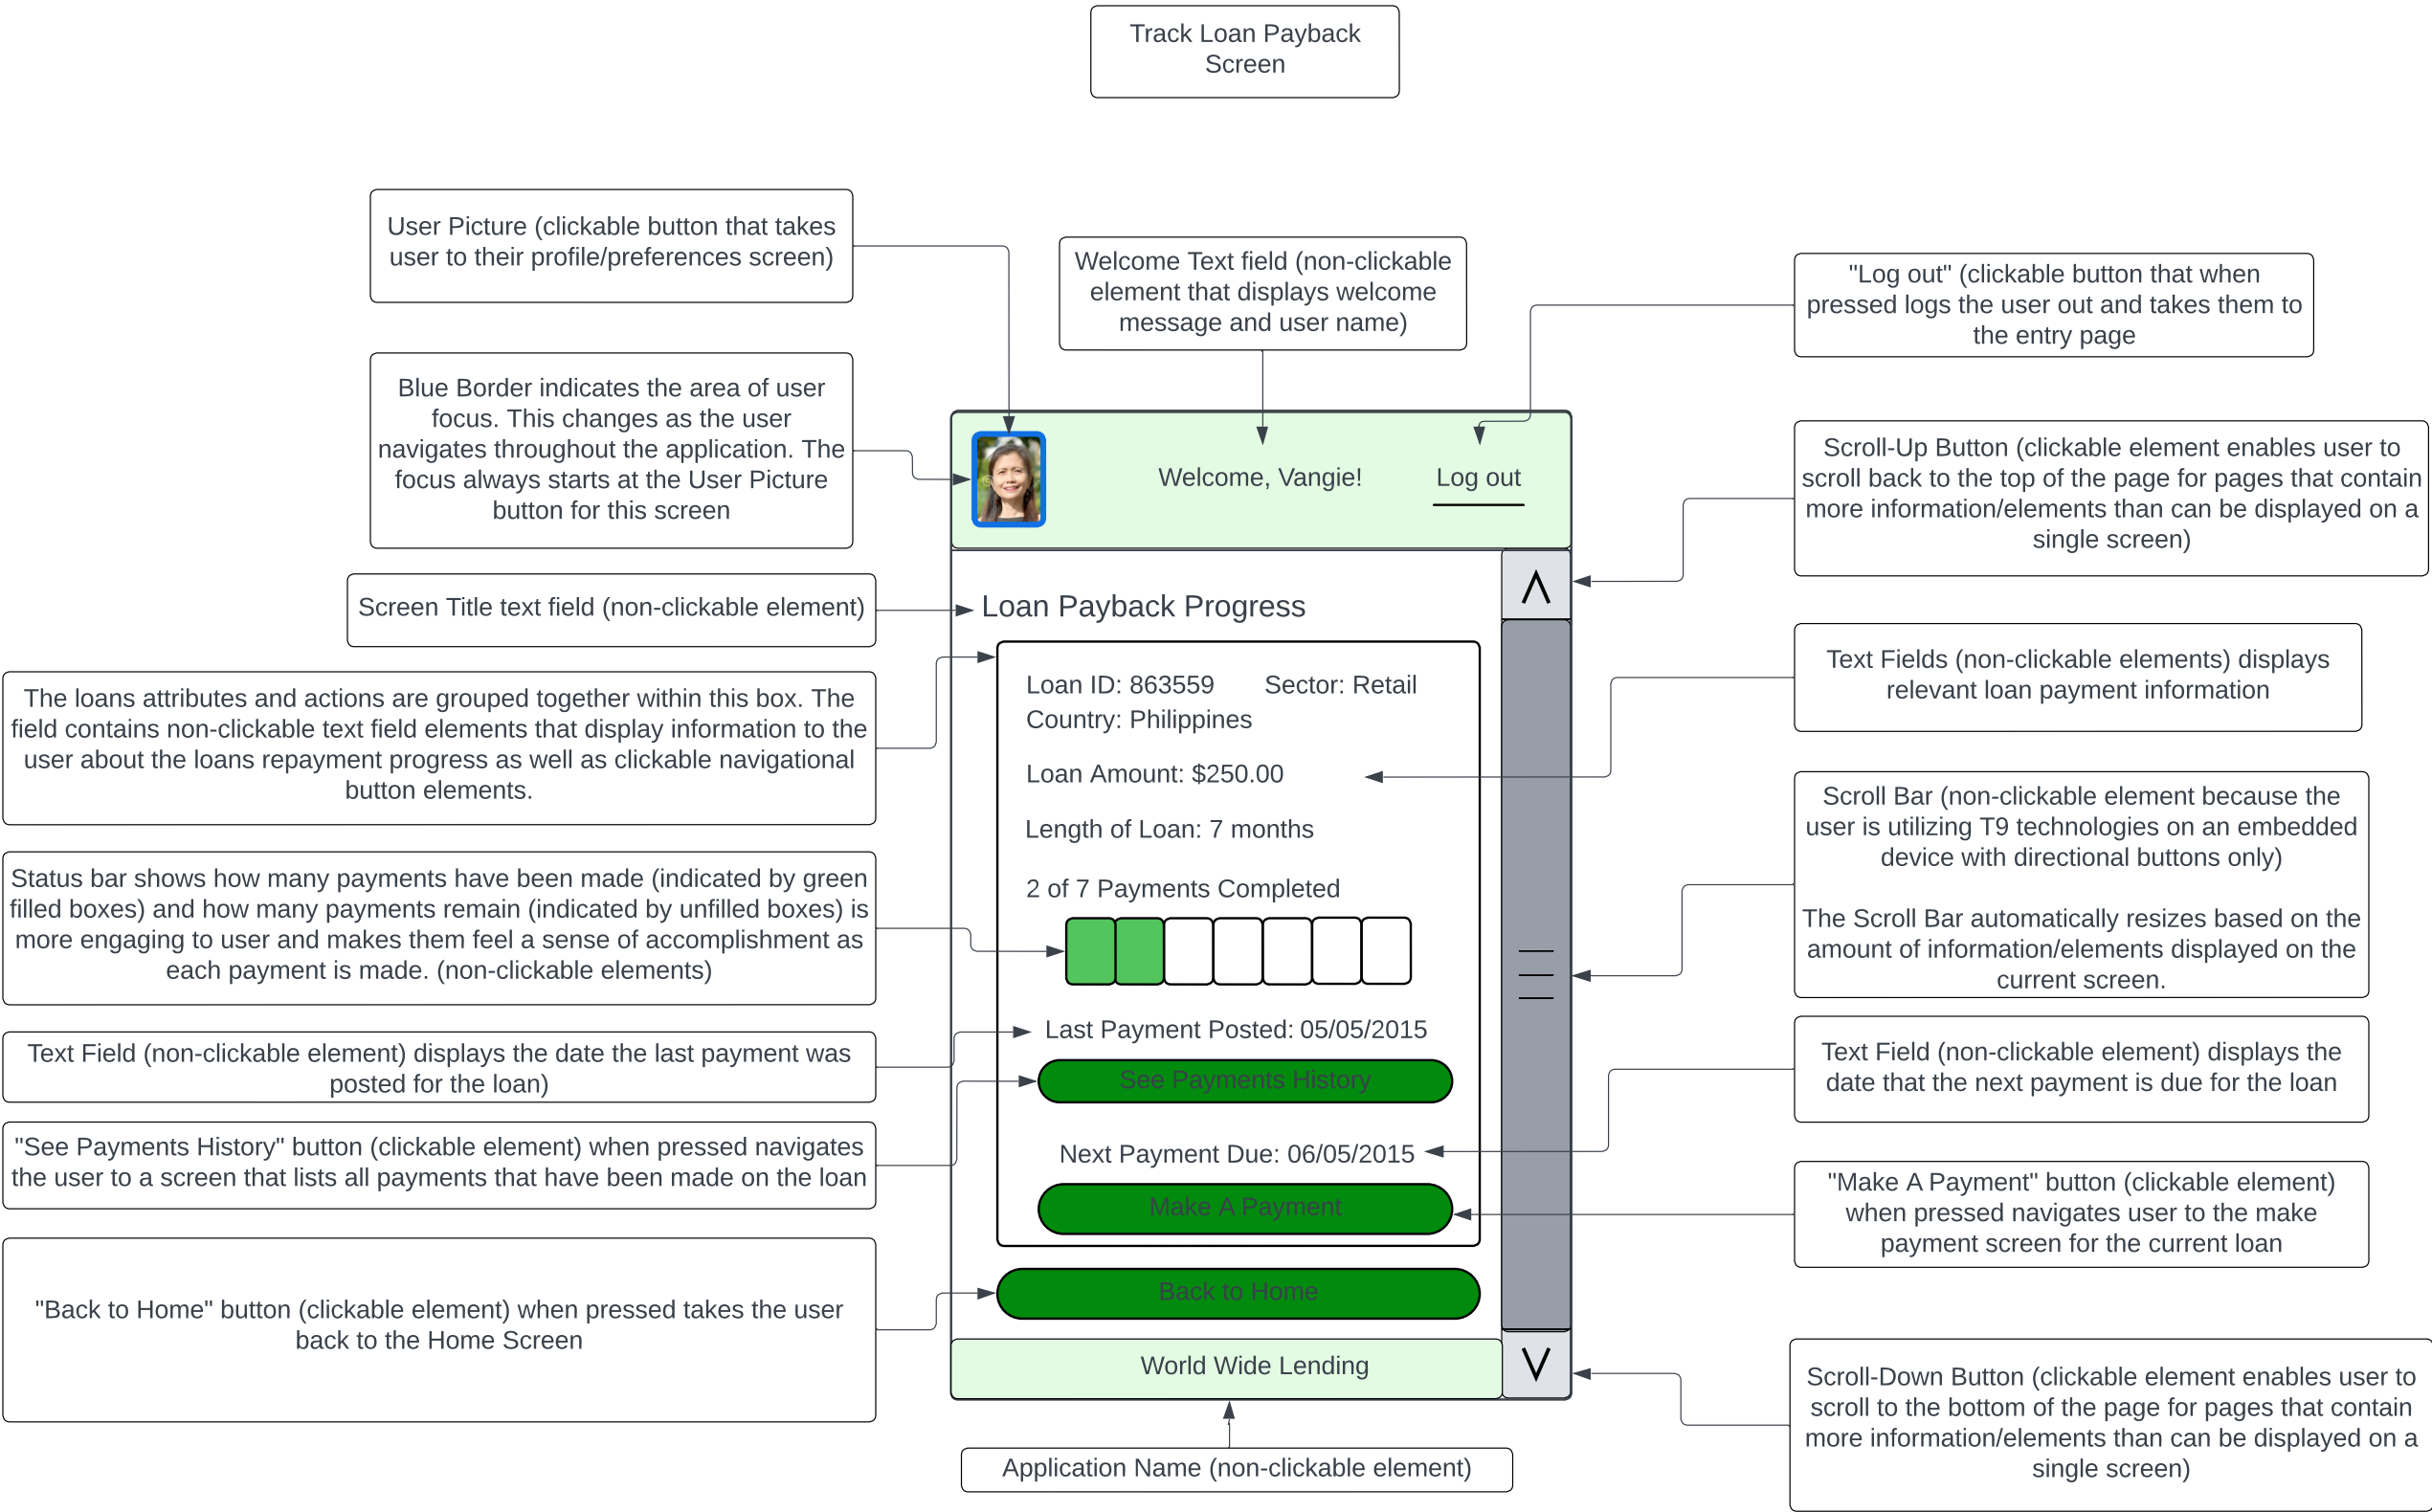 Track Loan Payback
Screen
User Picture (clickable button that takes
user to their profile/preferences screen)
Welcome Text field (non-clickable
element that displays welcome
message and user name)
"Log out" (clickable button that when
pressed logs the user out and takes them to
the entry page
Blue Border indicates the area of user
focus. This changes as the user
navigates throughout the application. The
focus always starts at the User Picture
button for this screen
Scroll-Up Button (clickable element enables user to
scroll back to the top of the page for pages that contain
more information/elements than can be displayed on a
single screen)
Welcome, Vangie!
Log out
Screen Title text field (non-clickable element)
Loan Payback Progress
The loans attributes and actions are grouped together within this box. The
field contains non-clickable text field elements that display information to the
user about the loans repayment progress as well as clickable navigational
button elements.
Loan ID: 863559 Sector: Retail
Country: Philippines
Loan Amount: $250.00
Length of Loan: 7 months
2 of 7 Payments Completed
Text Fields (non-clickable elements) displays
relevant loan payment information
Scroll Bar (non-clickable element because the
user is utilizing T9 technologies on an embedded
device with directional buttons only)
The Scroll Bar automatically resizes based on the
amount of information/elements displayed on the
current screen.
Status bar shows how many payments have been made (indicated by green
filled boxes) and how many payments remain (indicated by unfilled boxes) is
more engaging to user and makes them feel a sense of accomplishment as
each payment is made. (non-clickable elements)
Last Payment Posted: 05/05/2015
Text Field (non-clickable element) displays the date the last payment was
posted for the loan)
See Payments History
Text Field (non-clickable element) displays the
date that the next payment is due for the loan
"See Payments History" button (clickable element) when pressed navigates
the user to a screen that lists all payments that have been made on the loan
Next Payment Due: 06/05/2015
Make A Payment
"Make A Payment" button (clickable element)
when pressed navigates user to the make
payment screen for the current loan
"Back to Home" button (clickable element) when pressed takes the user
back to the Home Screen
Back to Home
World Wide Lending
Scroll-Down Button (clickable element enables user to
scroll to the bottom of the page for pages that contain
more information/elements than can be displayed on a
single screen)
Application Name (non-clickable element)